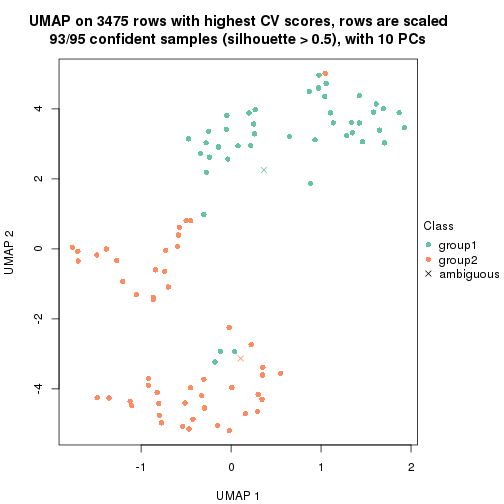 UMAP on 3475 rows with highest CV scores, rows are scaled
93/95 confident samples (silhouette > 0.5), with 10 PCs
4
2
0
-2
-4
UMAP 2
-1
0
1
2
UMAP 1
Class
group1
group2
ambiguous